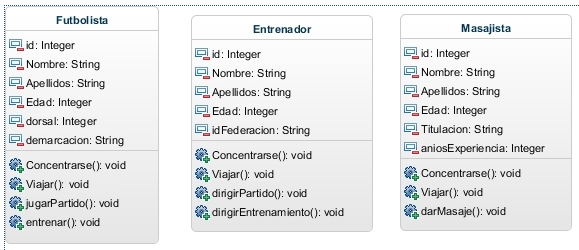 Futbolista
id: Integer
Nombre: String
Apellidos: String
Edad: Integer
dorsal: Integer
demarcacion: String
Concentrarse(): void
Viajar(): void
jugarPartido(): void
entrenar(): void
Entrenador
id: Integer
Nombre: String
Apellidos: String
Edad: Integer
idFederacion: String
Concentrarse(): void
Viajar(): void
dirigirPartido(): void
dirigirEntrenamiento(): void
Masajista
id: Integer
Nombre: String
Apellidos: String
Edad: Integer
Titulacion: String
aniosExperiencia: Integer
Concentrarse(): void
Viajar(): void
darMasaje(): void